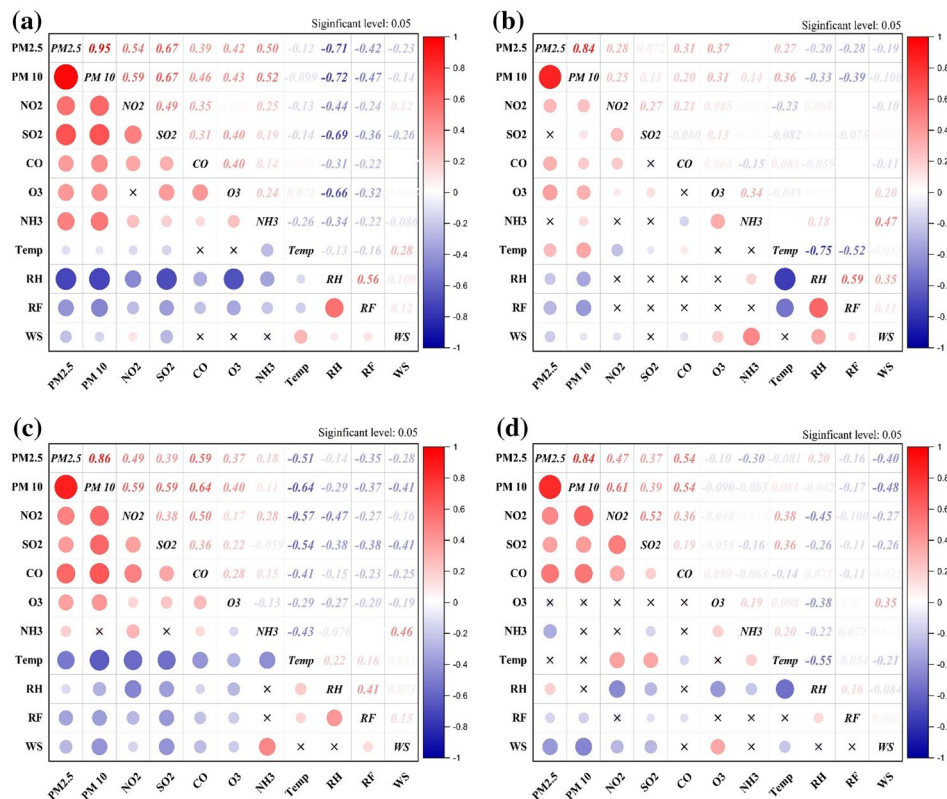 (a) Siginficant level: 0.05
PM2.5 PM2.5 0.95 0.54 0.67 0.39 0.42 0.50 -0.12 -0.71 -0.42 -0.23
PM 10 PM 10 0.59 0.67 0.46 0.43 0.52 -0.099 -0.72 -0.47 -0.14
NO2 NO2 0.49 0.35 0.25 -0.14 -0.44 -0.24 0.12
SO2 SO2 0.31 0.40 0.19 -0.14 -0.69 -0.36 -0.26
CO CO 0.40 0.14 -0.31 -0.22
O3 O3 0.24 0.071 -0.66 -0.32
NH3 NH3 -0.26 -0.34 -0.22 -0.086
Temp Temp -0.13 -0.16 0.28
RH RH 0.56 0.100
RF RF 0.12
WS WS
PM2.5 PM 10 NO2 SO2 CO O3 NH3 Temp RH RF WS
1
0.8
0.6
0.4
0.2
0
-0.2
-0.4
-0.6
-0.8
-1
(b) Siginficant level: 0.05
PM2.5 PM2.5 0.84 0.28 0.072 0.31 0.37 0.27 -0.20 -0.28 -0.19
PM 10 PM 10 0.25 0.11 0.20 0.31 0.14 0.36 -0.33 -0.39 -0.100
NO2 NO2 0.27 0.21 0.085 -0.23 0.068 -0.10
SO2 SO2 -0.060 0.13 -0.082 -0.075
CO CO 0.064 -0.15 0.083 -0.059 -0.11
O3 O3 0.34 -0.045 0.20
NH3 NH3 0.18 0.47
Temp Temp -0.75 -0.52
RH RH 0.59 0.35
RF RF 0.11
WS WS
PM2.5 PM 10 NO2 SO2 CO O3 NH3 Temp RH RF WS
1
0.8
0.6
0.4
0.2
0
-0.2
-0.4
-0.6
-0.8
-1
(c) Siginficant level: 0.05
PM2.5 PM2.5 0.86 0.49 0.39 0.59 0.37 0.18 -0.51 -0.14 -0.35 -0.28
PM 10 PM 10 0.59 0.59 0.64 0.40 0.11 -0.64 -0.29 -0.37 -0.41
NO2 NO2 0.38 0.50 0.17 0.28 -0.57 -0.47 -0.27 -0.16
SO2 SO2 0.36 0.22 -0.059 -0.54 -0.38 -0.38 -0.41
CO CO 0.28 0.15 -0.41 -0.15 -0.23 -0.25
O3 O3 -0.13 -0.29 -0.27 -0.20 -0.19
NH3 NH3 -0.43 -0.076 0.46
Temp Temp 0.22 0.16
RH RH 0.41 0.073
RF RF 0.15
WS WS
PM2.5 PM 10 NO2 SO2 CO O3 NH3 Temp RH RF WS
1
0.8
0.6
0.4
0.2
0
-0.2
-0.4
-0.6
-0.8
-1
(d) Siginficant level: 0.05
PM2.5 PM2.5 0.84 0.47 0.37 0.54 -0.10 -0.30 -0.081 0.20 -0.16 -0.40
PM 10 PM 10 0.61 0.39 0.54 -0.090 -0.063 0.081 -0.17 -0.48
NO2 NO2 0.52 0.36 -0.048 0.38 -0.45 -0.100 -0.27
SO2 SO2 0.19 -0.055 -0.16 0.36 -0.26 -0.11 -0.26
CO CO 0.089 -0.063 -0.14 0.071 -0.11
O3 O3 0.19 0.098 -0.38 0.35
NH3 NH3 0.20 -0.22 0.072
Temp Temp -0.55 -0.054 -0.21
RH RH 0.16 -0.084
RF RF
WS WS
PM2.5 PM 10 NO2 SO2 CO O3 NH3 Temp RH RF WS
1
0.8
0.6
0.4
0.2
0
-0.2
-0.4
-0.6
-0.8
-1